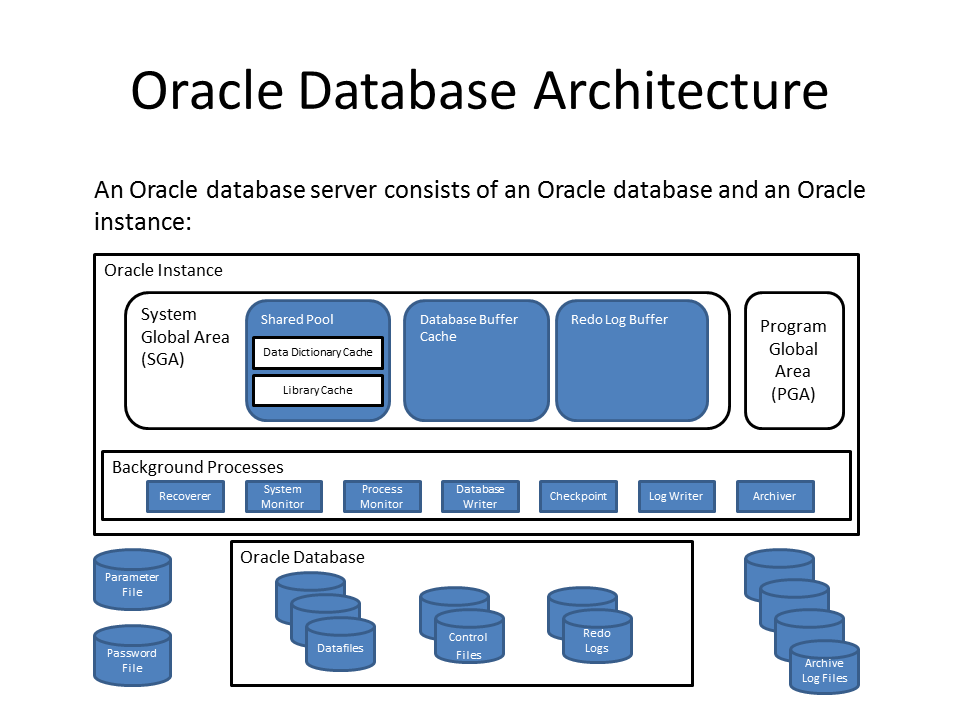 Oracle Database Architecture
An Oracle database server consists of an Oracle database and an Oracle
instance:
Oracle Instance
System
Global Area
(SGA)
Shared Pool
Data Dictionary Cache
Library Cache
Database Buffer
Cache
Redo Log Buffer
Program
Global
Area
(PGA)
Background Processes
Recoverer
System
Monitor
Process
Monitor
Database
Writer
Checkpoint
Log Writer
Archiver
Parameter
File
Password
File
Oracle Database
Datafiles
Control
Files
Redo
Logs
Archive
Log Files